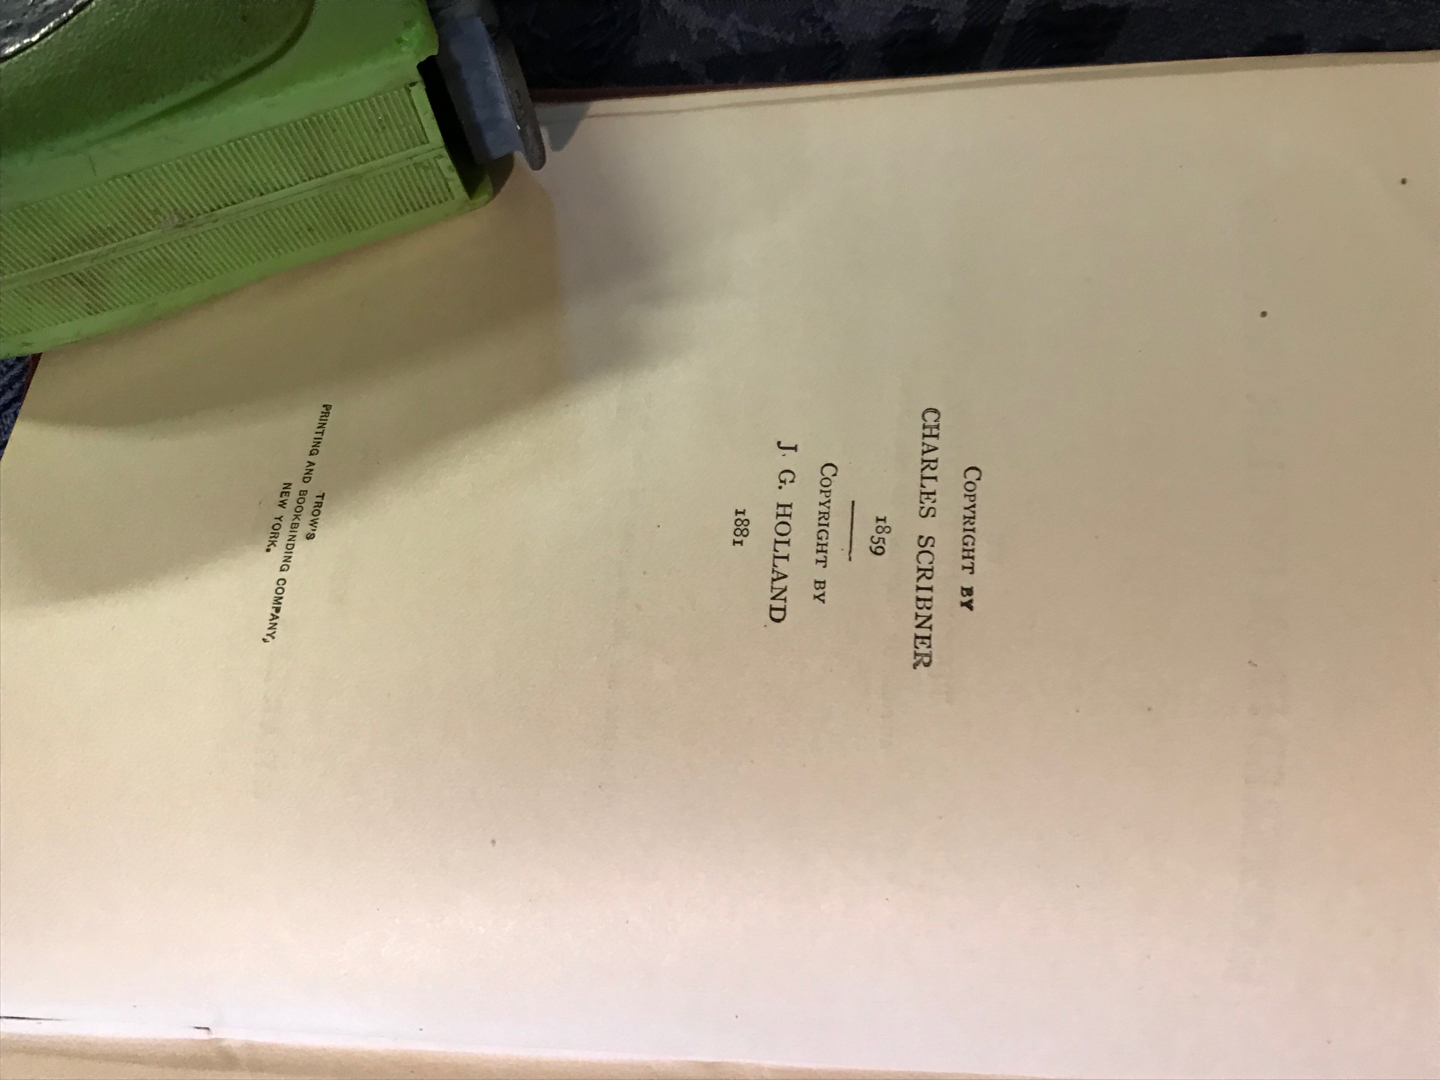 COPYRIGHT BY
CHARLES SCRIBNER
1859
COPYRIGHT BY
J. G. HOLLAND
1881
TROW'S
PRINTING AND BOOKBINDING COMPANY,
NEW YORK.